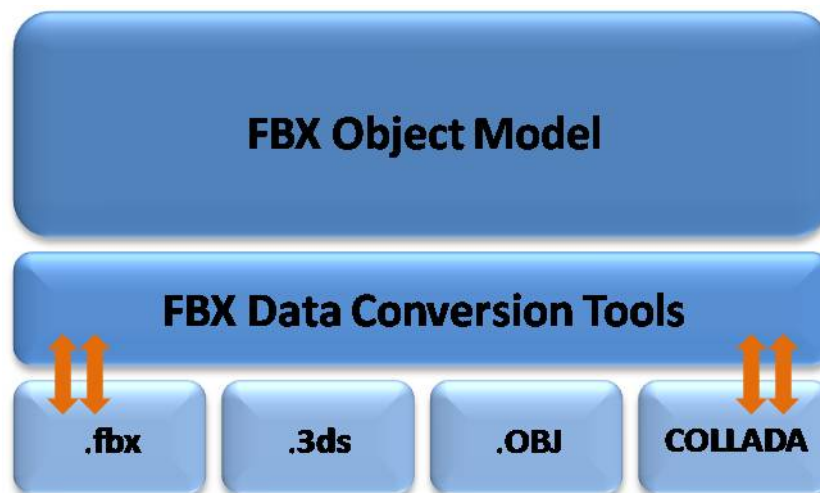 FBX Object Model
FBX Data Conversion Tools
.fbx
.3ds
.OBJ
COLLADA